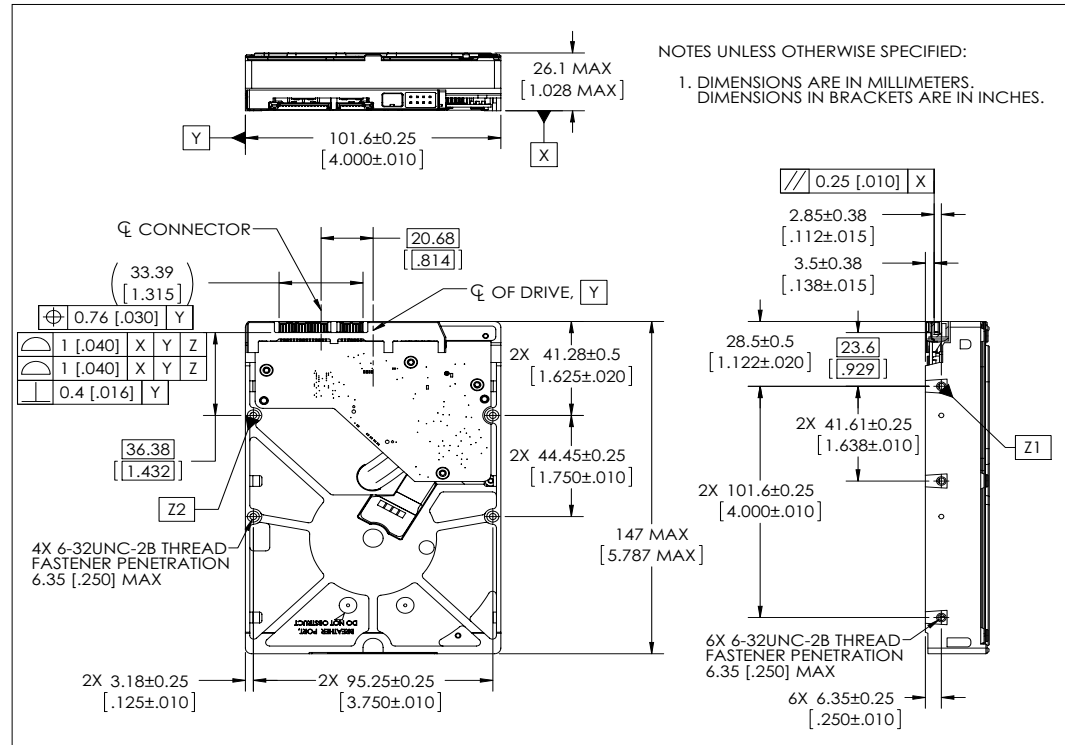 26.1 MAX
[1.028 MAX]
NOTES UNLESS OTHERWISE SPECIFIED:
1. DIMENSIONS ARE IN MILLIMETERS.
DIMENSIONS IN BRACKETS ARE IN INCHES.
Y
101.6±0.25
[4.000±.010]
X
// 0.25 [.010] X
℄ CONNECTOR
20.68
[.814]
2.85±0.38
[.112±.015]
(33.39
[1.315])
℄ OF DRIVE, Y
3.5±0.38
[.138±.015]
⌖ 0.76 [.030] Y
⌓ 1 [.040] X Y Z
⌓ 1 [.040] X Y Z
⟂ 0.4 [.016] Y
2X 41.28±0.5
[1.625±.020]
28.5±0.5
[1.122±.020]
23.6
[.929]
36.38
[1.432]
2X 44.45±0.25
[1.750±.010]
2X 41.61±0.25
[1.638±.010]
Z1
Z2
2X 101.6±0.25
[4.000±.010]
4X 6-32UNC-2B THREAD
FASTENER PENETRATION
6.35 [.250] MAX
147 MAX
[5.787 MAX]
BREATHER PORT,
DO NOT OBSTRUCT
6X 6-32UNC-2B THREAD
FASTENER PENETRATION
6.35 [.250] MAX
2X 3.18±0.25
[.125±.010]
2X 95.25±0.25
[3.750±.010]
6X 6.35±0.25
[.250±.010]